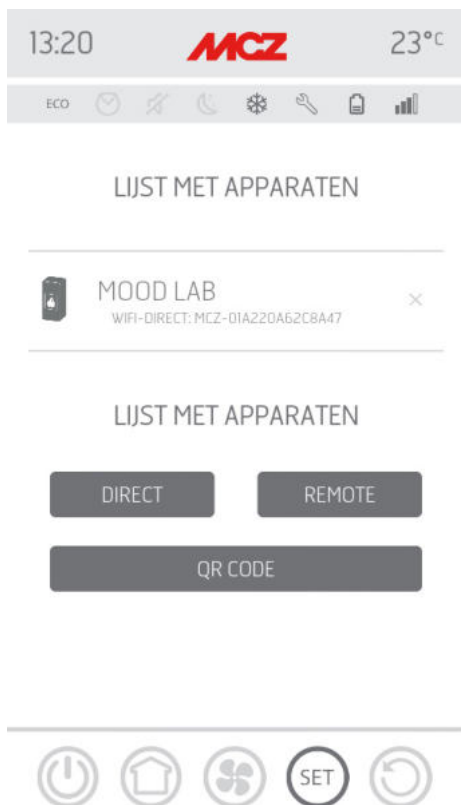 13:20 MCZ 23°C
ECO
LIJST MET APPARATEN
MOOD LAB
WIFI-DIRECT: MCZ-01A220A62C8A47
LIJST MET APPARATEN
DIRECT REMOTE
QR CODE
SET